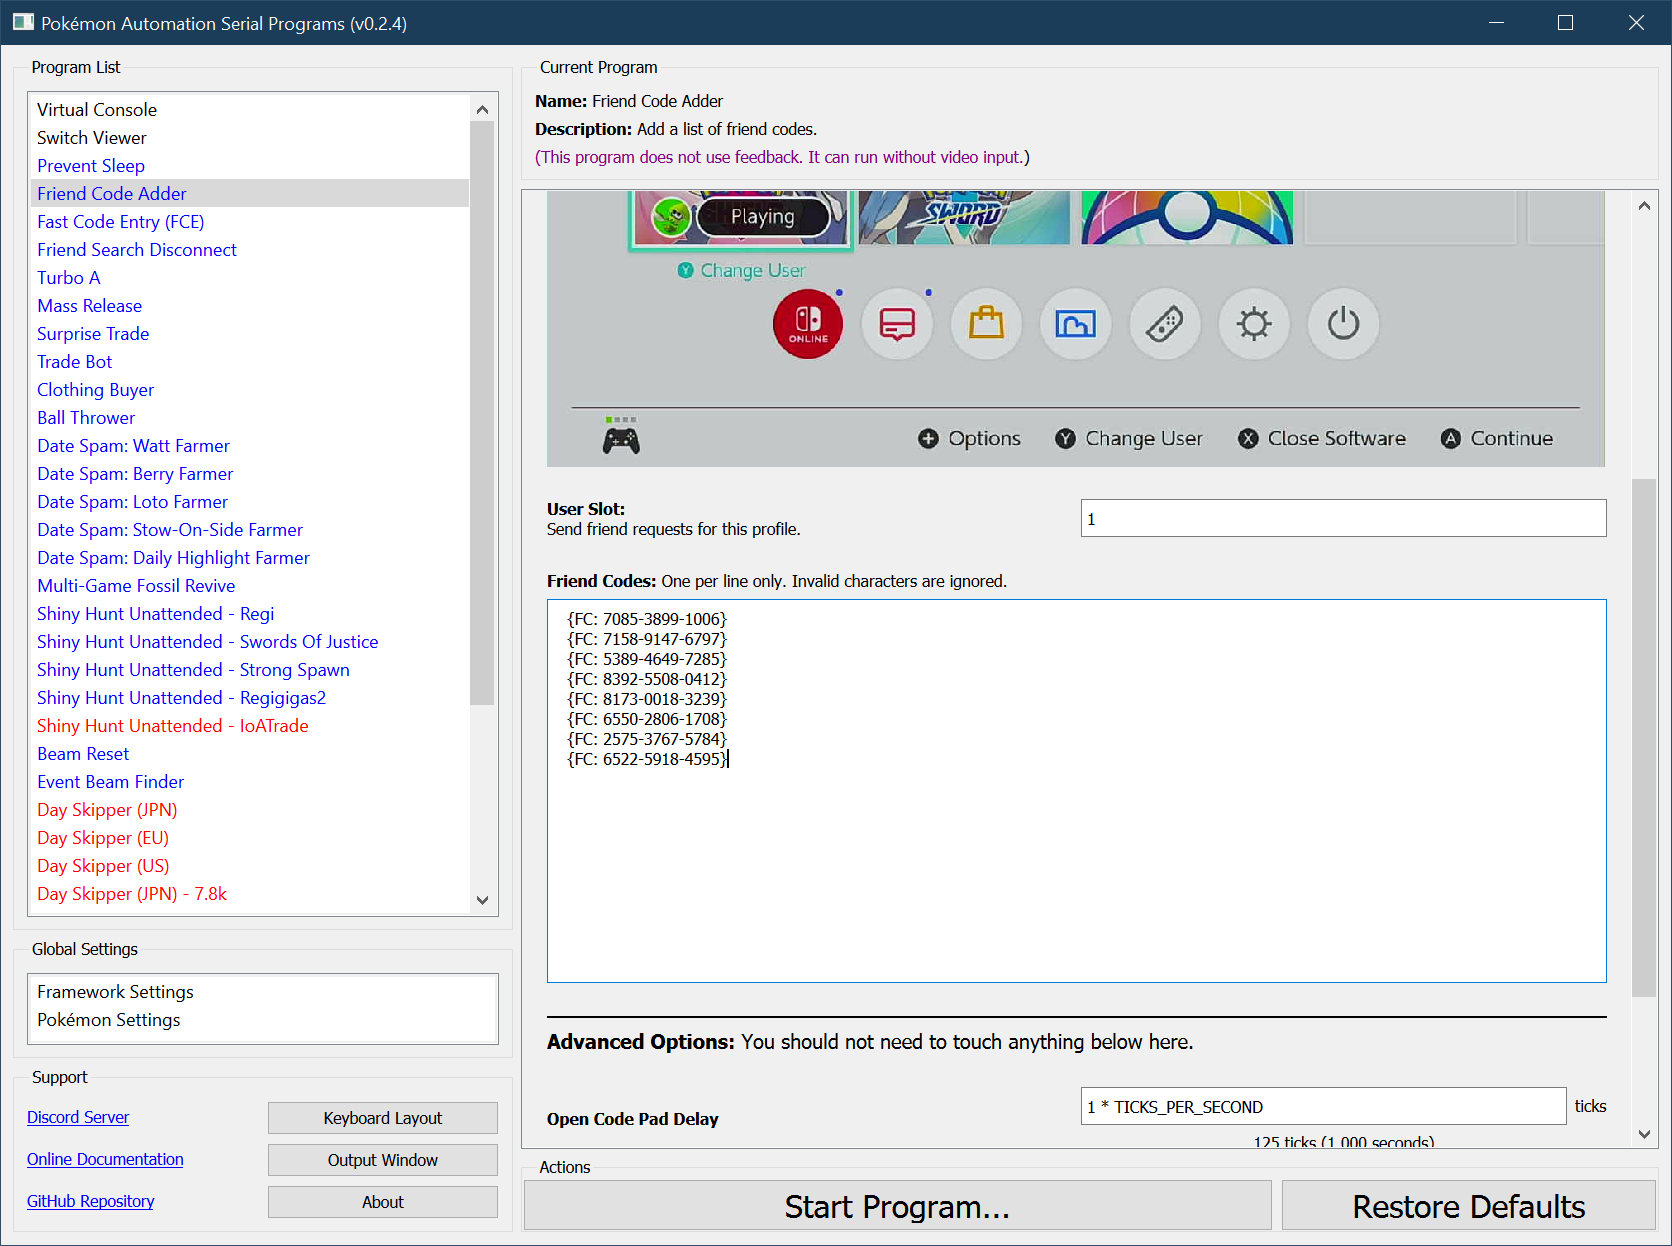 Pokémon Automation Serial Programs (v0.2.4)
Program List
Virtual Console
Switch Viewer
Prevent Sleep
Friend Code Adder
Fast Code Entry (FCE)
Friend Search Disconnect
Turbo A
Mass Release
Surprise Trade
Trade Bot
Clothing Buyer
Ball Thrower
Date Spam: Watt Farmer
Date Spam: Berry Farmer
Date Spam: Loto Farmer
Date Spam: Stow-On-Side Farmer
Date Spam: Daily Highlight Farmer
Multi-Game Fossil Revive
Shiny Hunt Unattended - Regi
Shiny Hunt Unattended - Swords Of Justice
Shiny Hunt Unattended - Strong Spawn
Shiny Hunt Unattended - Regigigas2
Shiny Hunt Unattended - IoATrade
Beam Reset
Event Beam Finder
Day Skipper (JPN)
Day Skipper (EU)
Day Skipper (US)
Day Skipper (JPN) - 7.8k
Global Settings
Framework Settings
Pokémon Settings
Support
Discord Server
Keyboard Layout
Online Documentation
Output Window
GitHub Repository
About
Current Program
Name: Friend Code Adder
Description: Add a list of friend codes.
(This program does not use feedback. It can run without video input.)
Playing
SWORD
Y Change User
ONLINE
+ Options
Y Change User
X Close Software
A Continue
User Slot:
Send friend requests for this profile.
1
Friend Codes: One per line only. Invalid characters are ignored.
{FC: 7085-3899-1006}
{FC: 7158-9147-6797}
{FC: 5389-4649-7285}
{FC: 8392-5508-0412}
{FC: 8173-0018-3239}
{FC: 6550-2806-1708}
{FC: 2575-3767-5784}
{FC: 6522-5918-4595}
Advanced Options: You should not need to touch anything below here.
Open Code Pad Delay
1 * TICKS_PER_SECOND
ticks
125 ticks (1.000 seconds)
Actions
Start Program...
Restore Defaults